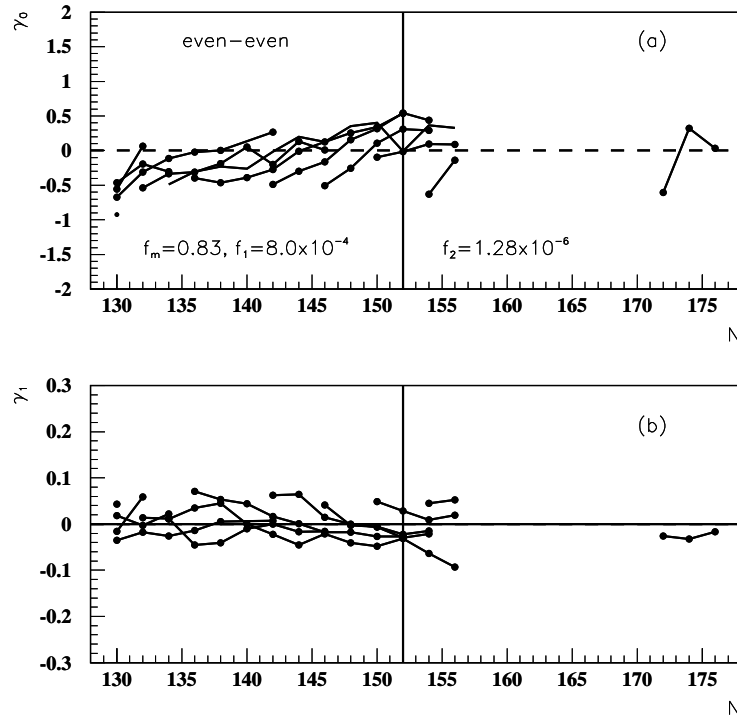 γ₀
2
1.5
1
0.5
0
-0.5
-1
-1.5
-2
even−even
(a)
fₘ=0.83, f₁=8.0x10⁻⁴
f₂=1.28x10⁻⁶
130 135 140 145 150 155 160 165 170 175
N
γ₁
0.3
0.2
0.1
0
-0.1
-0.2
-0.3
(b)
130 135 140 145 150 155 160 165 170 175
N